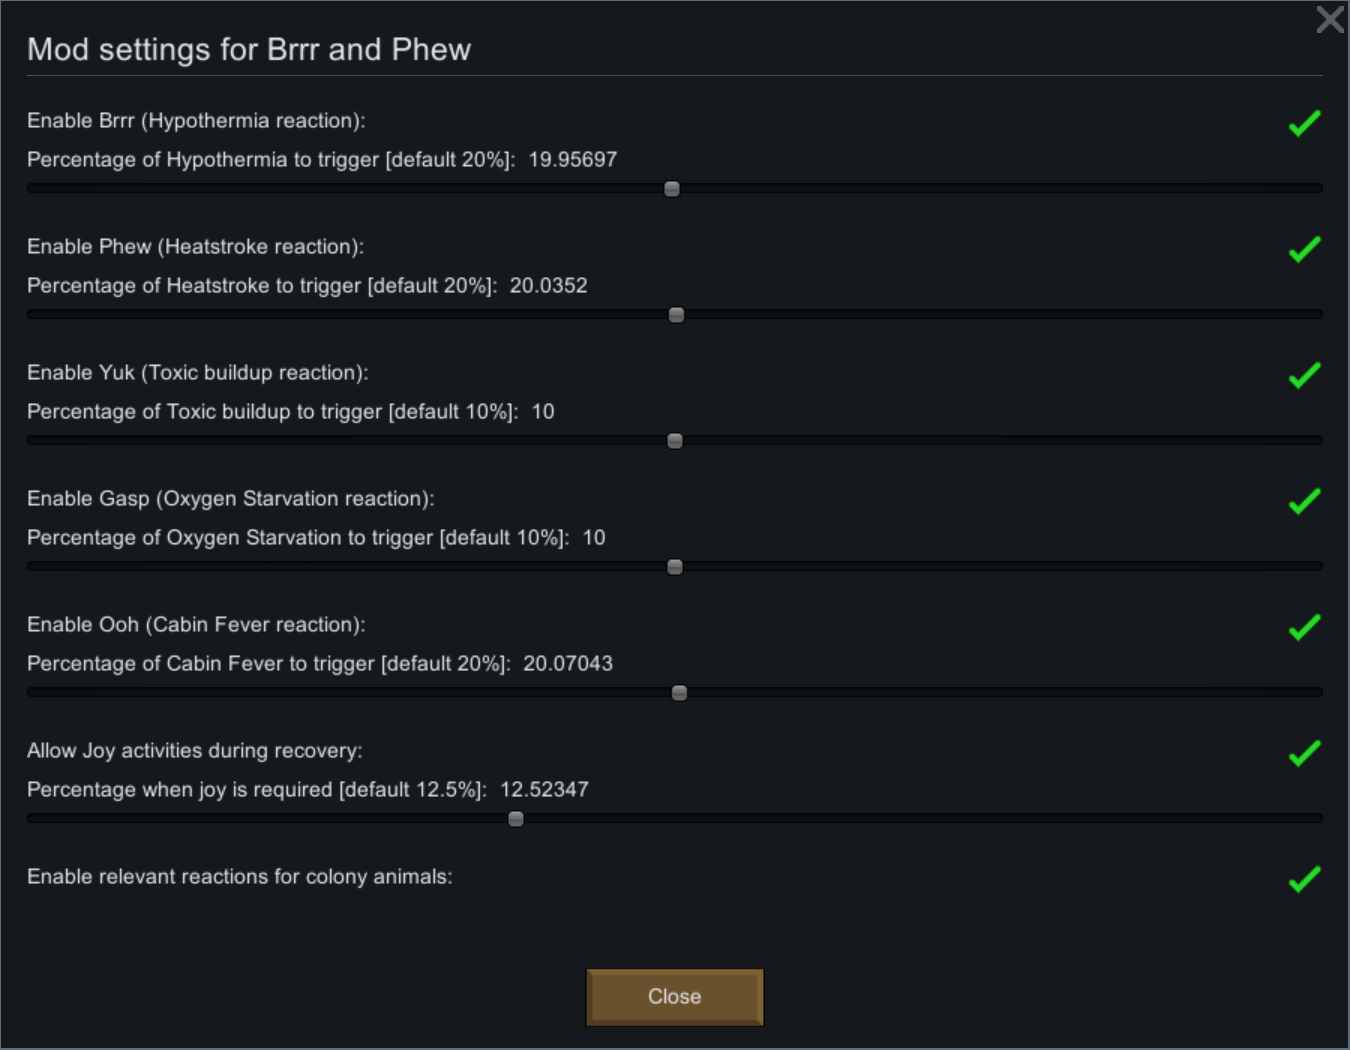 Mod settings for Brrr and Phew
Enable Brrr (Hypothermia reaction):
Percentage of Hypothermia to trigger [default 20%]:  19.95697
Enable Phew (Heatstroke reaction):
Percentage of Heatstroke to trigger [default 20%]:  20.0352
Enable Yuk (Toxic buildup reaction):
Percentage of Toxic buildup to trigger [default 10%]:  10
Enable Gasp (Oxygen Starvation reaction):
Percentage of Oxygen Starvation to trigger [default 10%]:  10
Enable Ooh (Cabin Fever reaction):
Percentage of Cabin Fever to trigger [default 20%]:  20.07043
Allow Joy activities during recovery:
Percentage when joy is required [default 12.5%]:  12.52347
Enable relevant reactions for colony animals:
Close